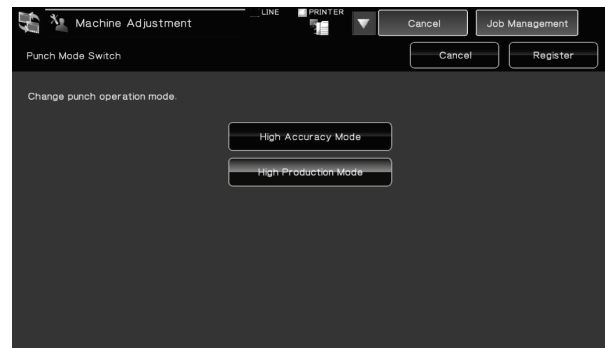 Machine Adjustment
LINE
PRINTER
Cancel
Job Management
Punch Mode Switch
Cancel
Register
Change punch operation mode.
High Accuracy Mode
High Production Mode